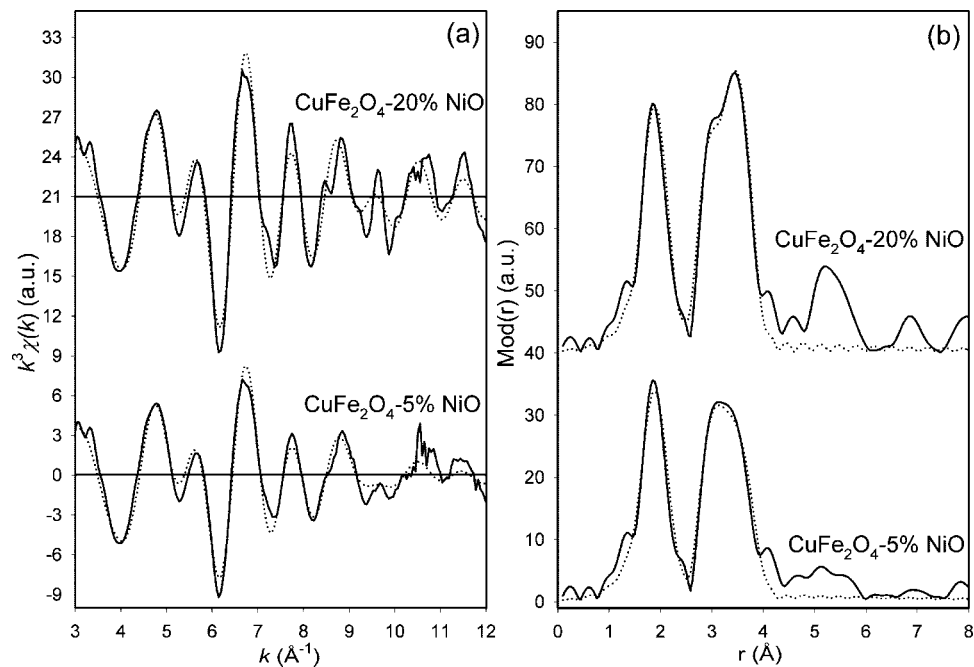 (a)
33
30
27
24
21
18
15
12
9
6
3
0
-3
-6
-9
k³χ(k) (a.u.)
CuFe₂O₄-20% NiO
CuFe₂O₄-5% NiO
3 4 5 6 7 8 9 10 11 12
k (Å⁻¹)
(b)
90
80
70
60
50
40
30
20
10
0
Mod(r) (a.u.)
CuFe₂O₄-20% NiO
CuFe₂O₄-5% NiO
0 1 2 3 4 5 6 7 8
r (Å)